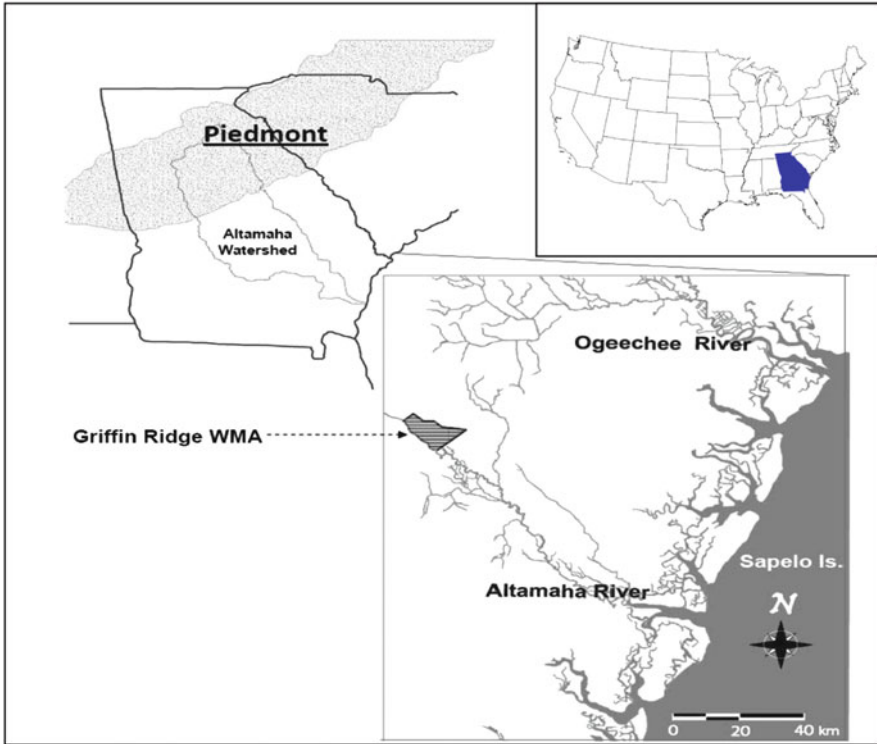 Piedmont
Altamaha
Watershed
Ogeechee River
Griffin Ridge WMA
Sapelo Is.
Altamaha River
N
0 20 40 km